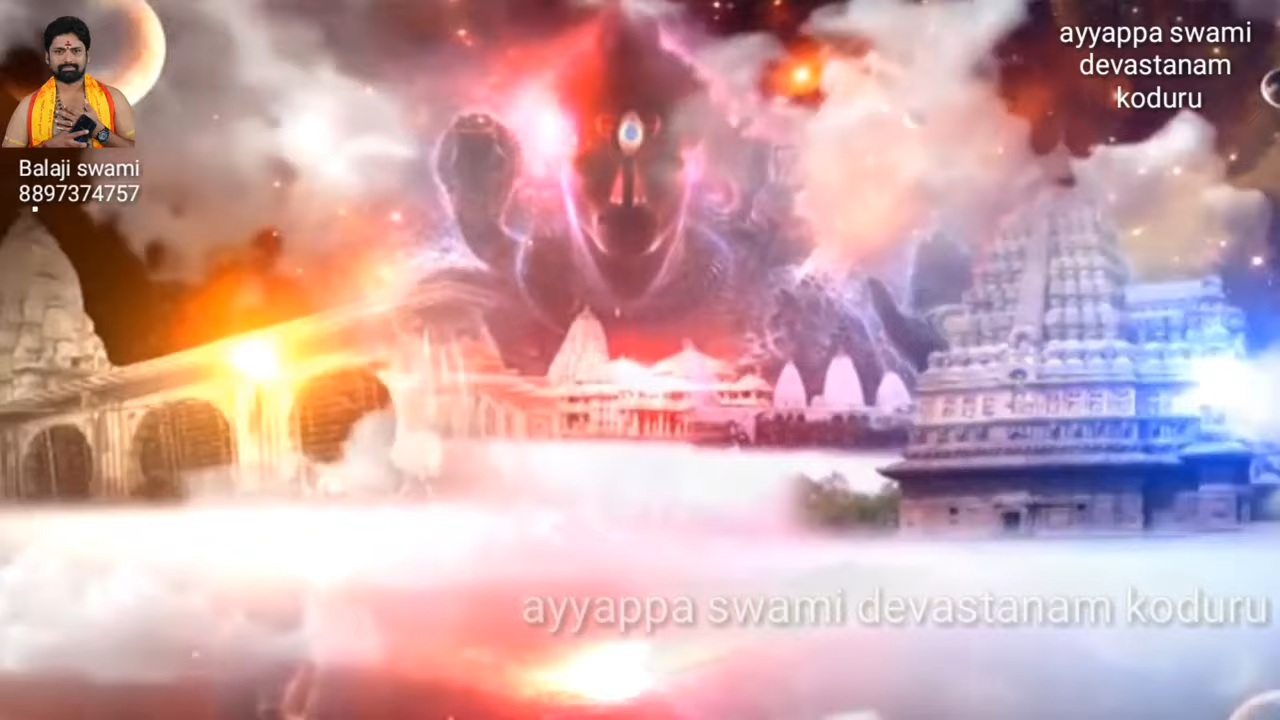 ayyappa swami
devastanam
koduru
Balaji swami
8897374757
ayyappa swami devastanam koduru